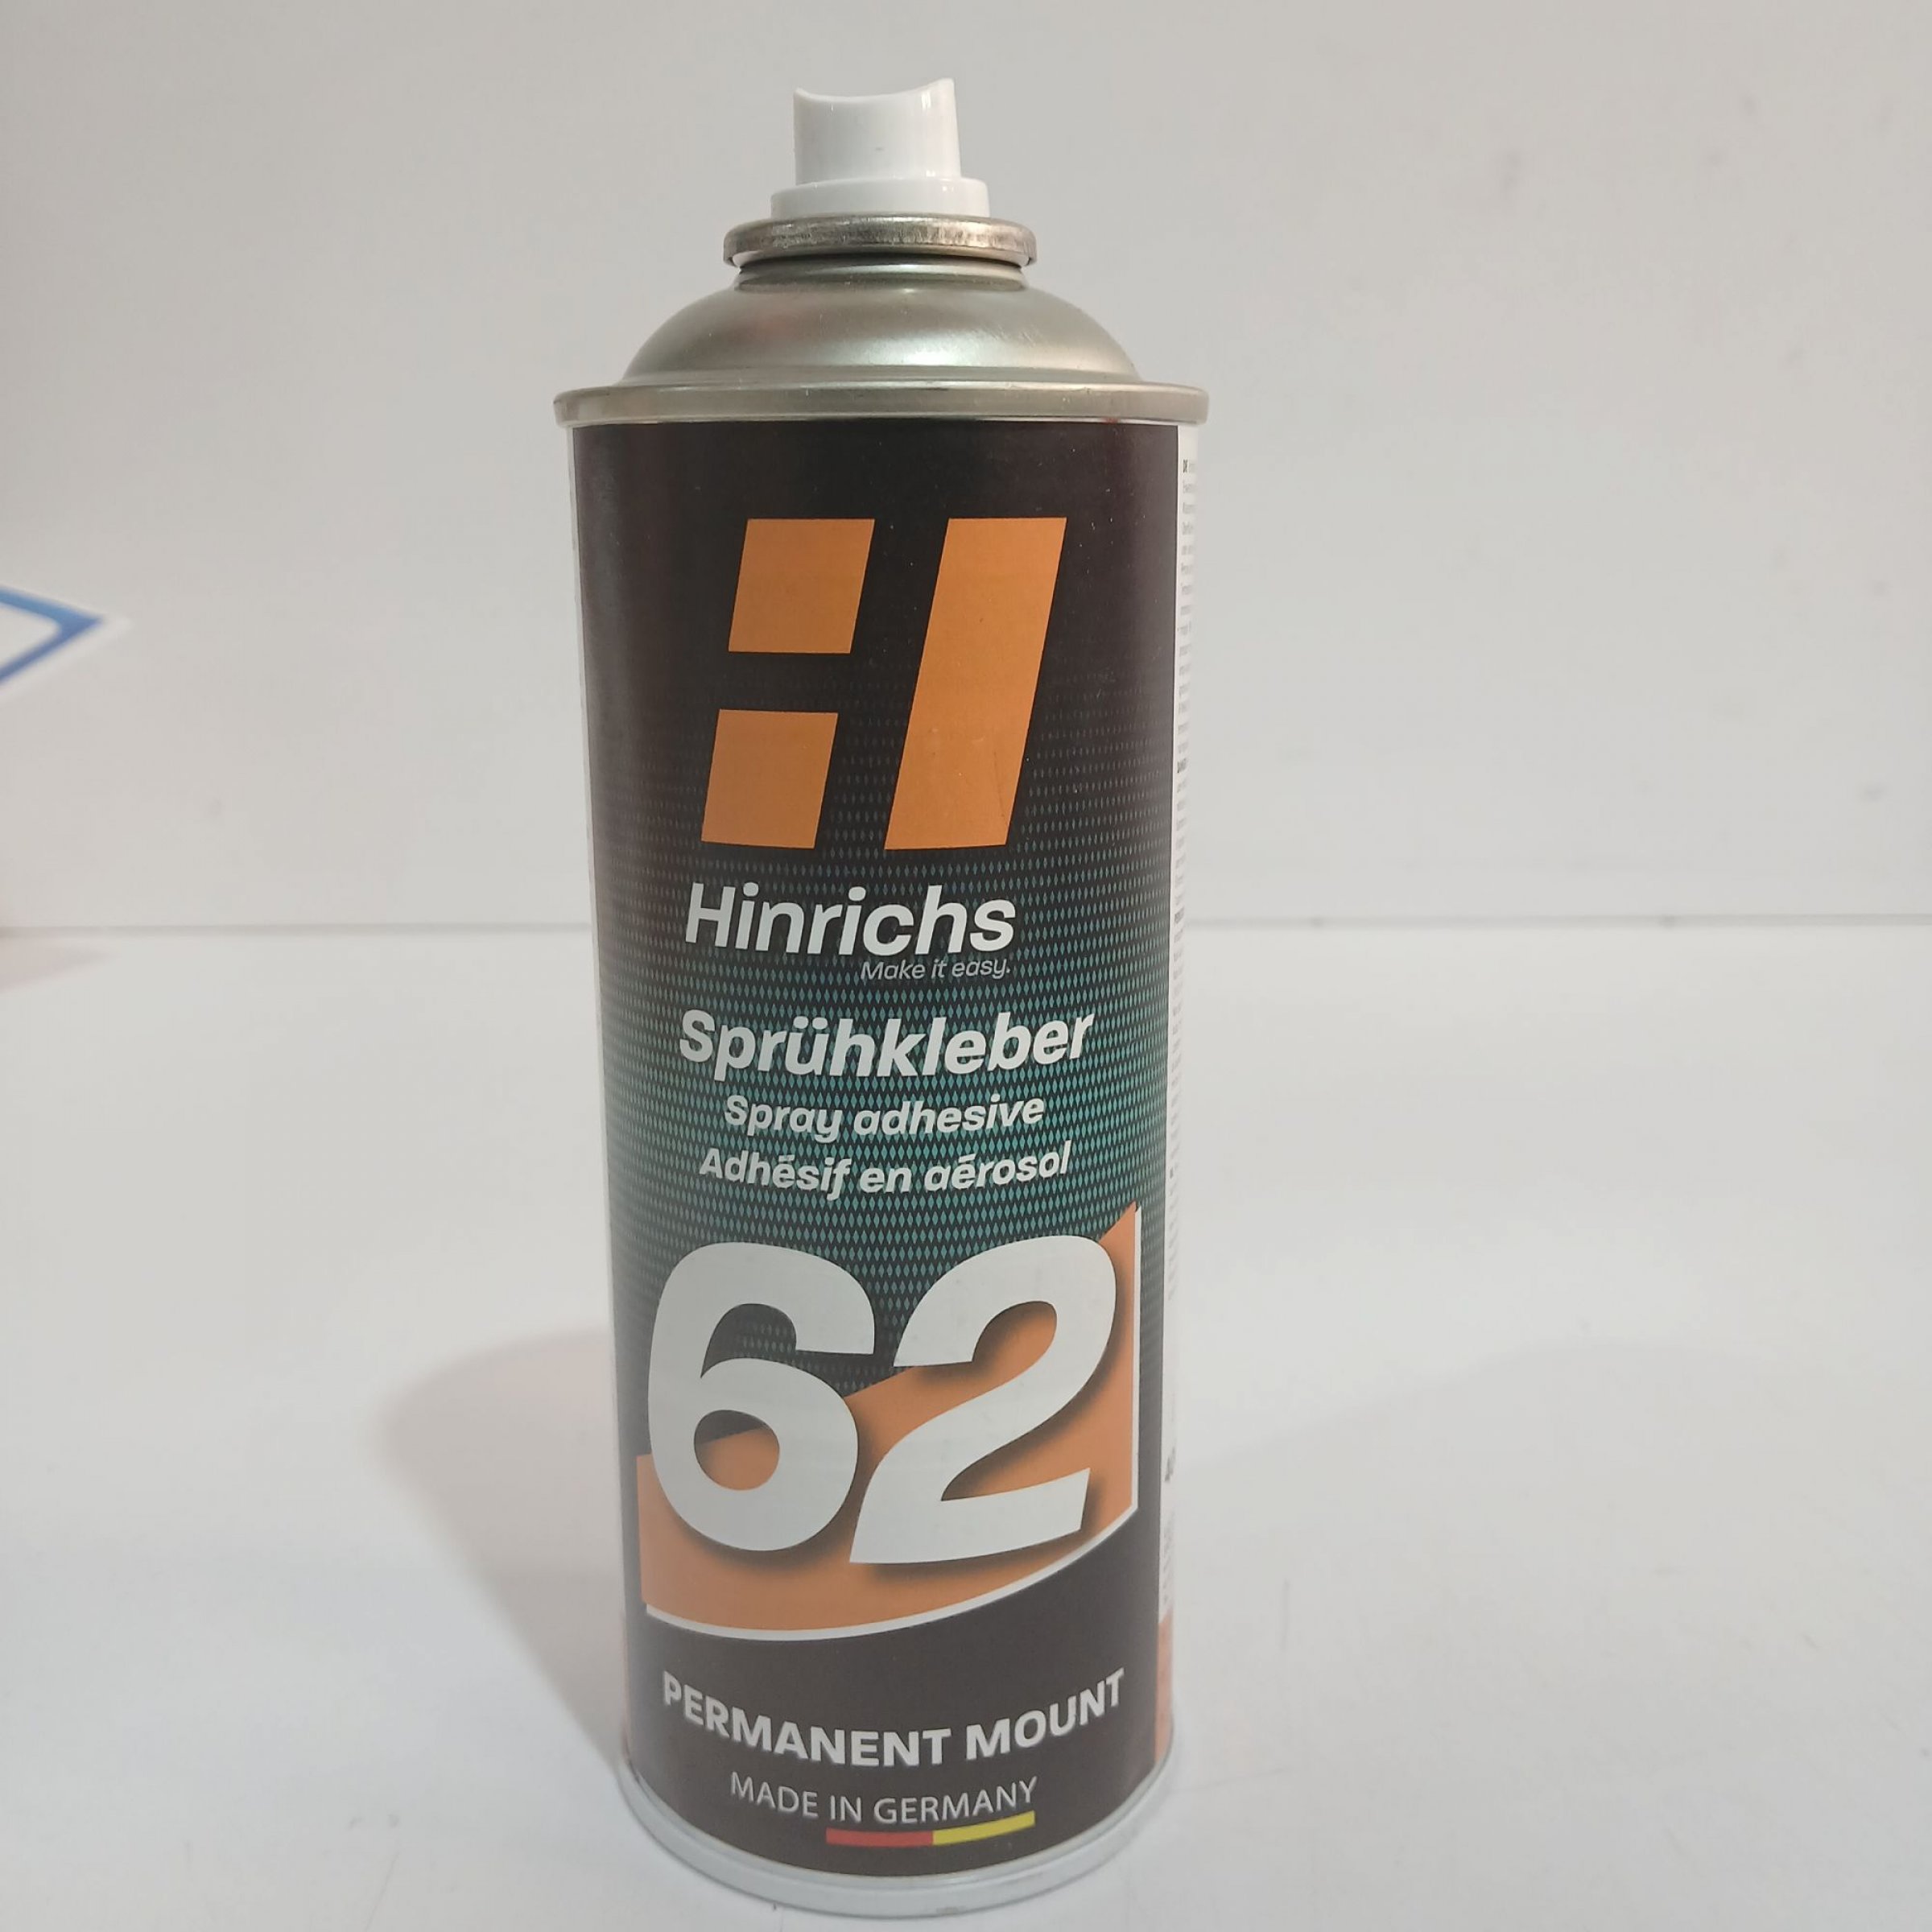 Hinrichs
Make it easy.
Sprühkleber
Spray adhesive
Adhésif en aérosol
62
PERMANENT MOUNT
MADE IN GERMANY